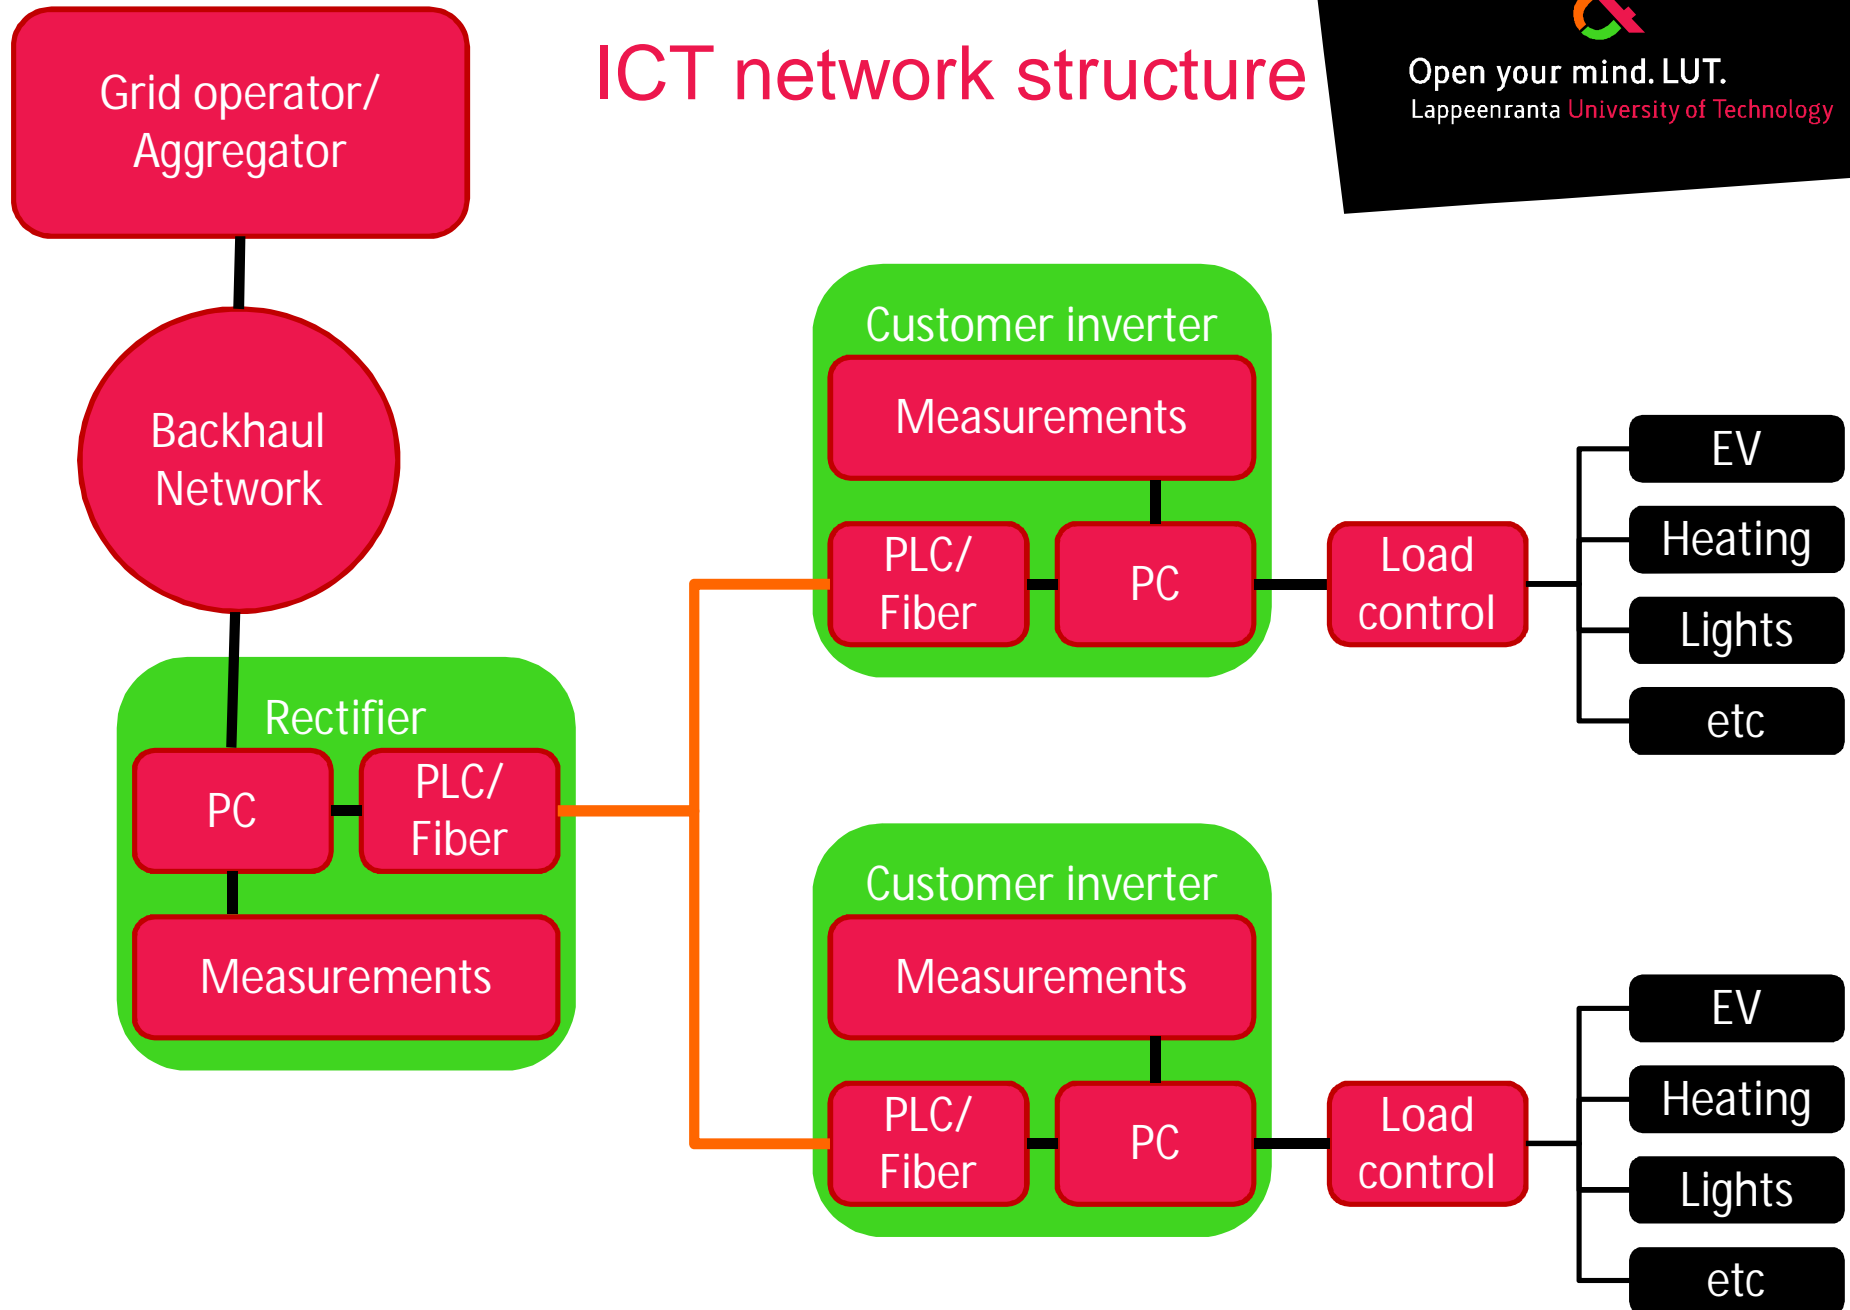 ICT network structure
Open your mind. LUT.
Lappeenranta University of Technology
Grid operator/
Aggregator
Backhaul
Network
Rectifier
PC
PLC/
Fiber
Measurements
Customer inverter
Measurements
PLC/
Fiber
PC
Load
control
EV
Heating
Lights
etc
Customer inverter
Measurements
PLC/
Fiber
PC
Load
control
EV
Heating
Lights
etc